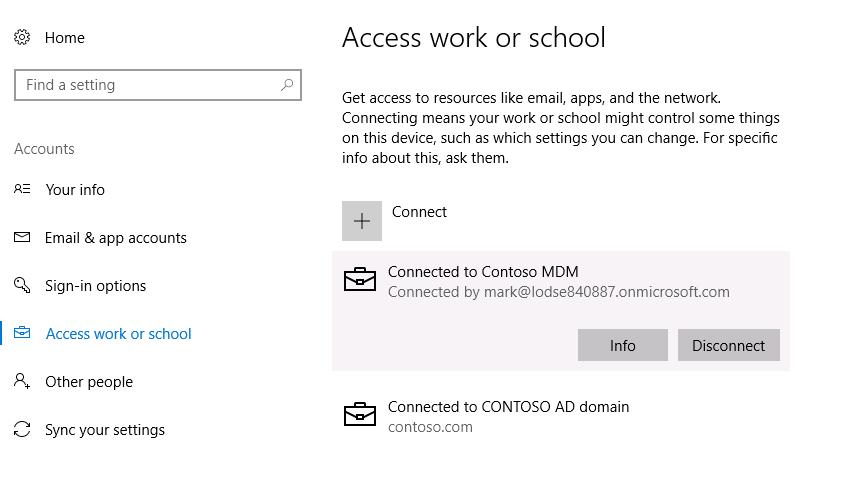 Home
Find a setting
Accounts
Your info
Email & app accounts
Sign-in options
Access work or school
Other people
Sync your settings
Access work or school
Get access to resources like email, apps, and the network.
Connecting means your work or school might control some things
on this device, such as which settings you can change. For specific
info about this, ask them.
Connect
Connected to Contoso MDM
Connected by mark@lodse840887.onmicrosoft.com
Info
Disconnect
Connected to CONTOSO AD domain
contoso.com